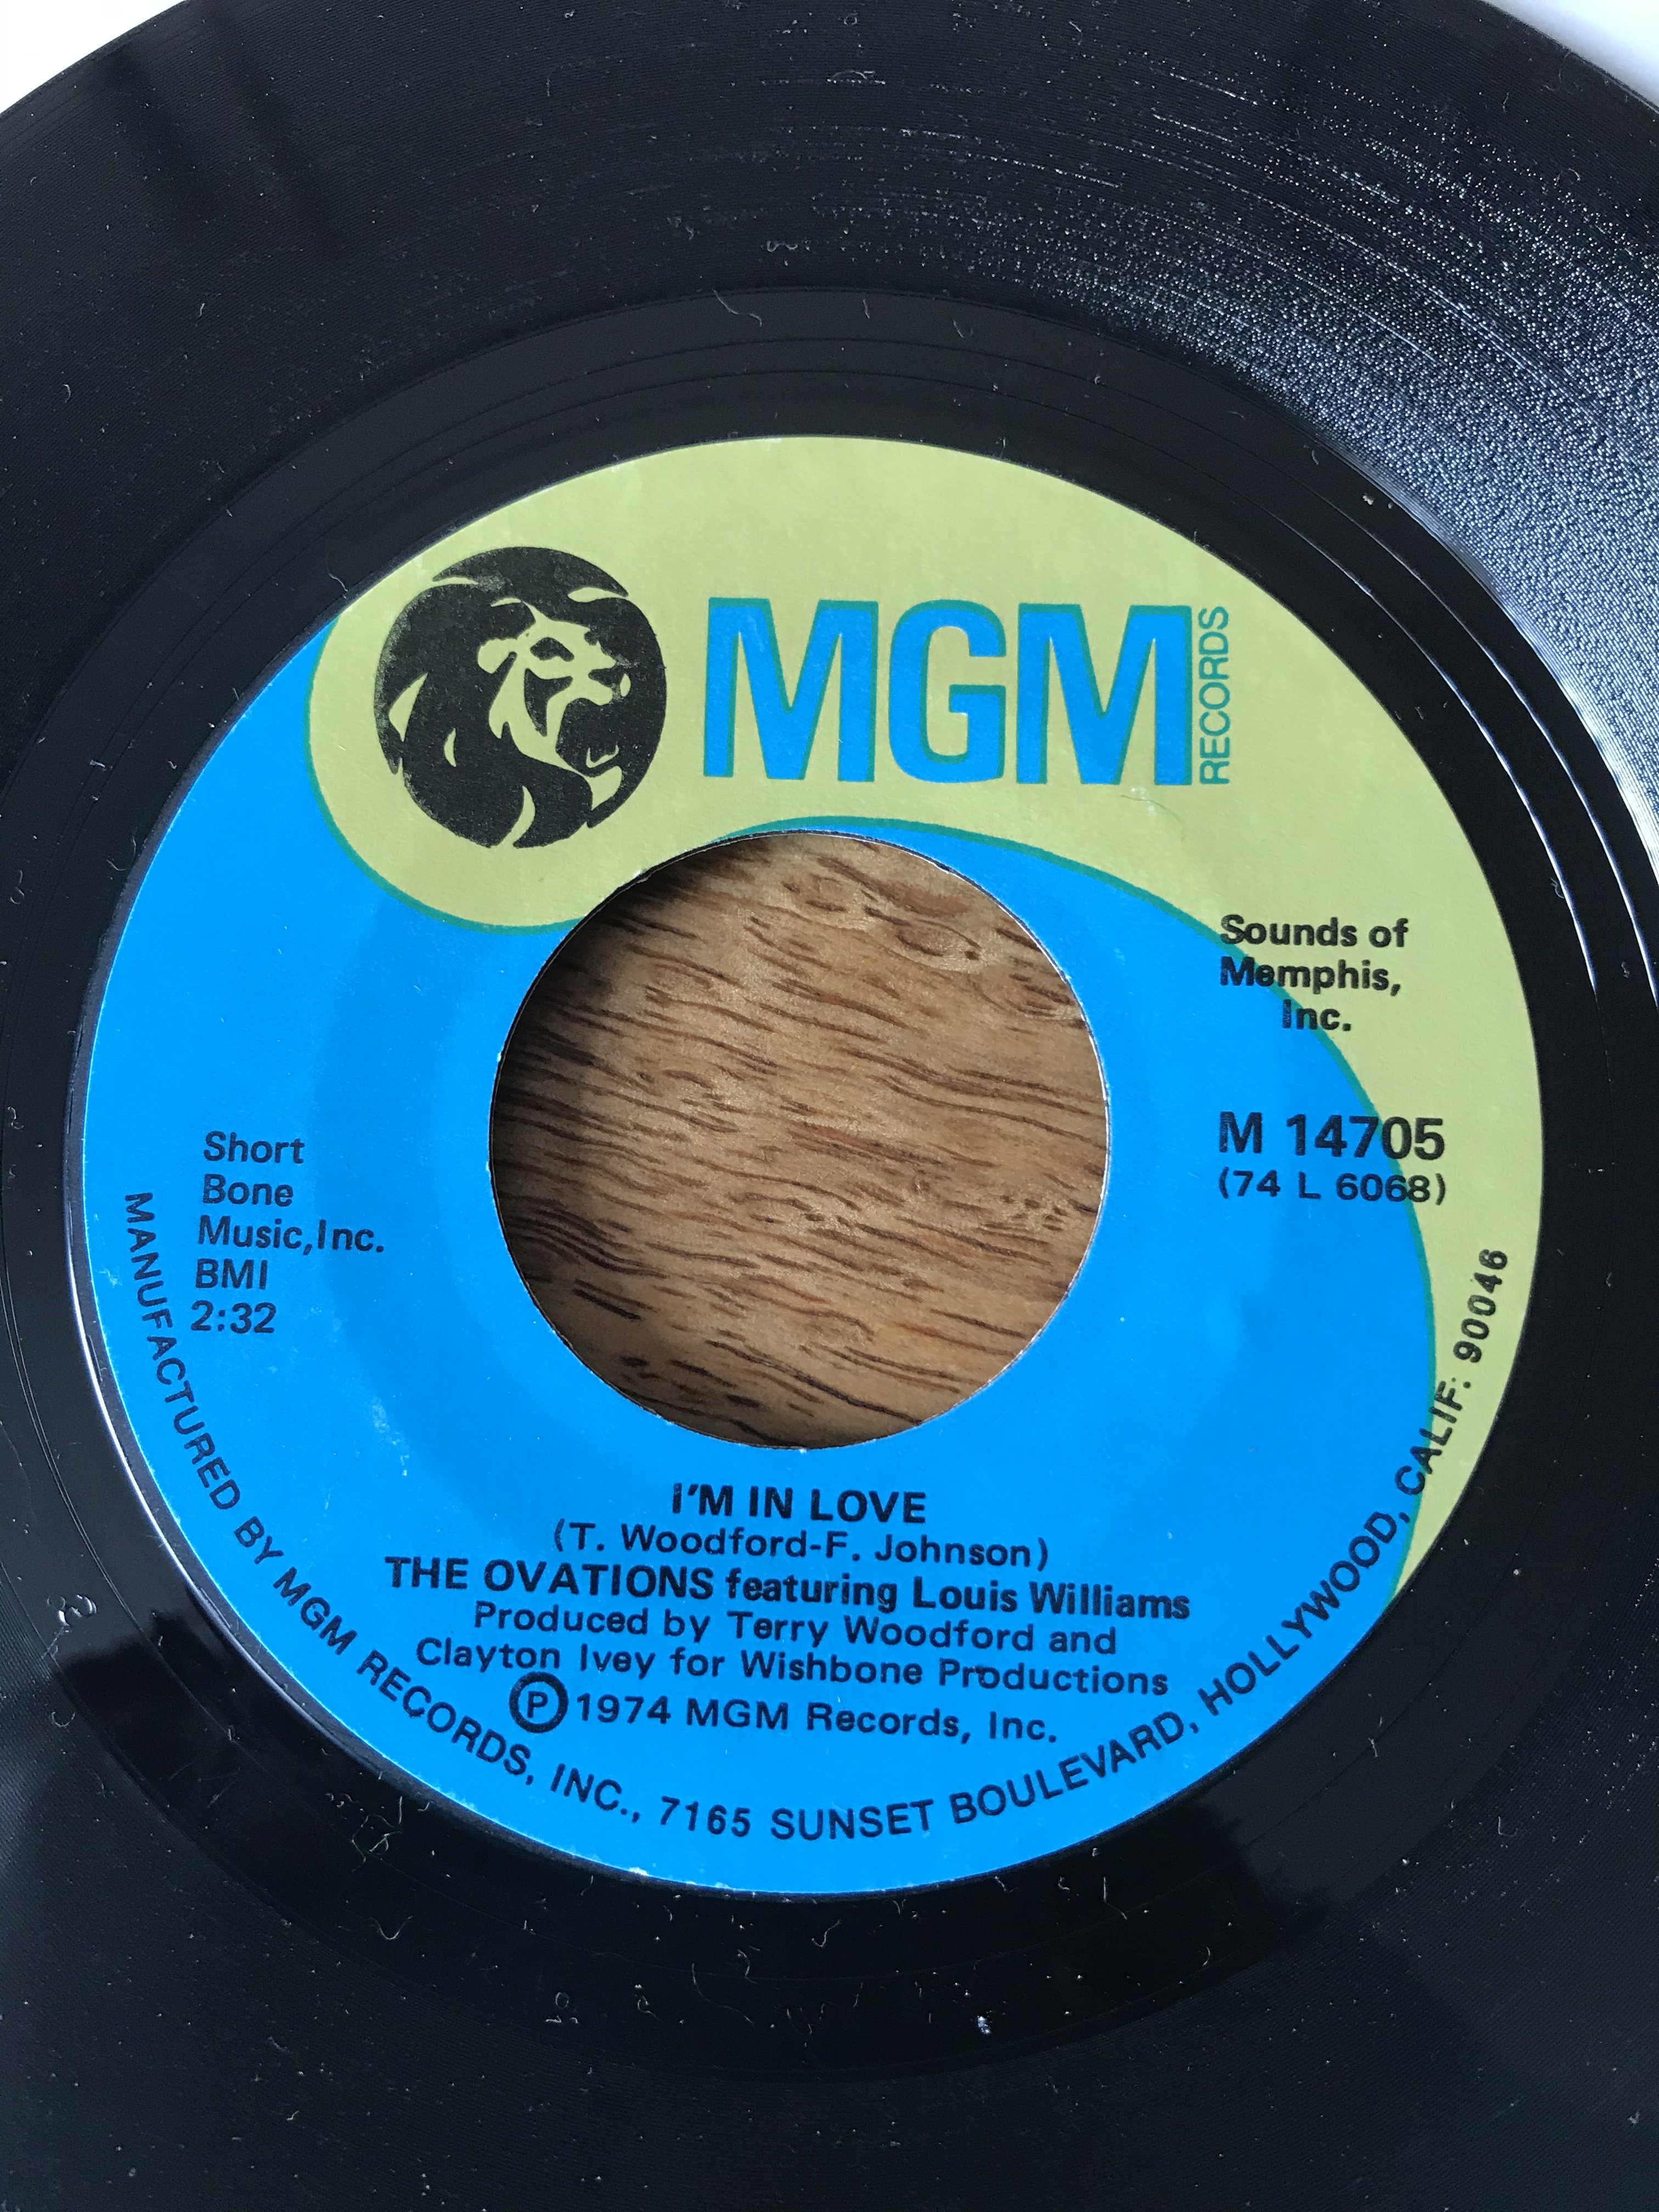 MGM
RECORDS
Sounds of
Memphis,
Inc.
M 14705
(74 L 6068)
Short
Bone
Music,Inc.
BMI
2:32
I'M IN LOVE
(T. Woodford-F. Johnson)
THE OVATIONS featuring Louis Williams
Produced by Terry Woodford and
Clayton Ivey for Wishbone Productions
Ⓟ 1974 MGM Records, Inc.
MANUFACTURED BY MGM RECORDS, INC., 7165 SUNSET BOULEVARD, HOLLYWOOD, CALIF. 90046